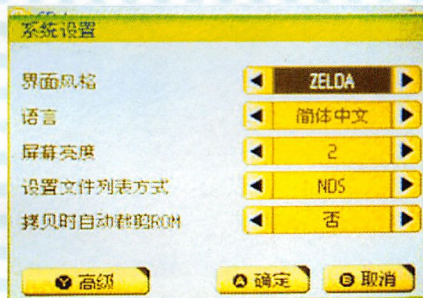 系统设置
界面风格 ZELDA
语言 简体中文
屏幕亮度 2
设置文件列表方式 NDS
拷贝时自动裁剪ROM 否
Y 高级 A 确定 B 取消